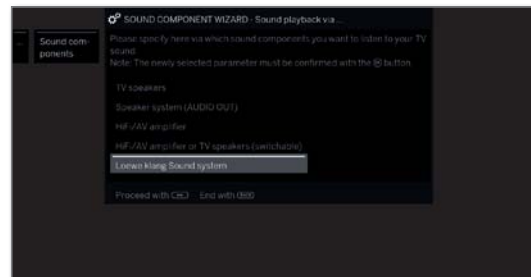 SOUND COMPONENT WIZARD - Sound playback via ...
...
Sound com-
ponents
Please specify here via which sound components you want to listen to your TV
sound.
Note: The newly selected parameter must be confirmed with the button.
TV speakers
Speaker system (AUDIO OUT)
HiFi/AV amplifier
HiFi/AV amplifier or TV speakers (switchable)
Loewe klang Sound system
Proceed with End with